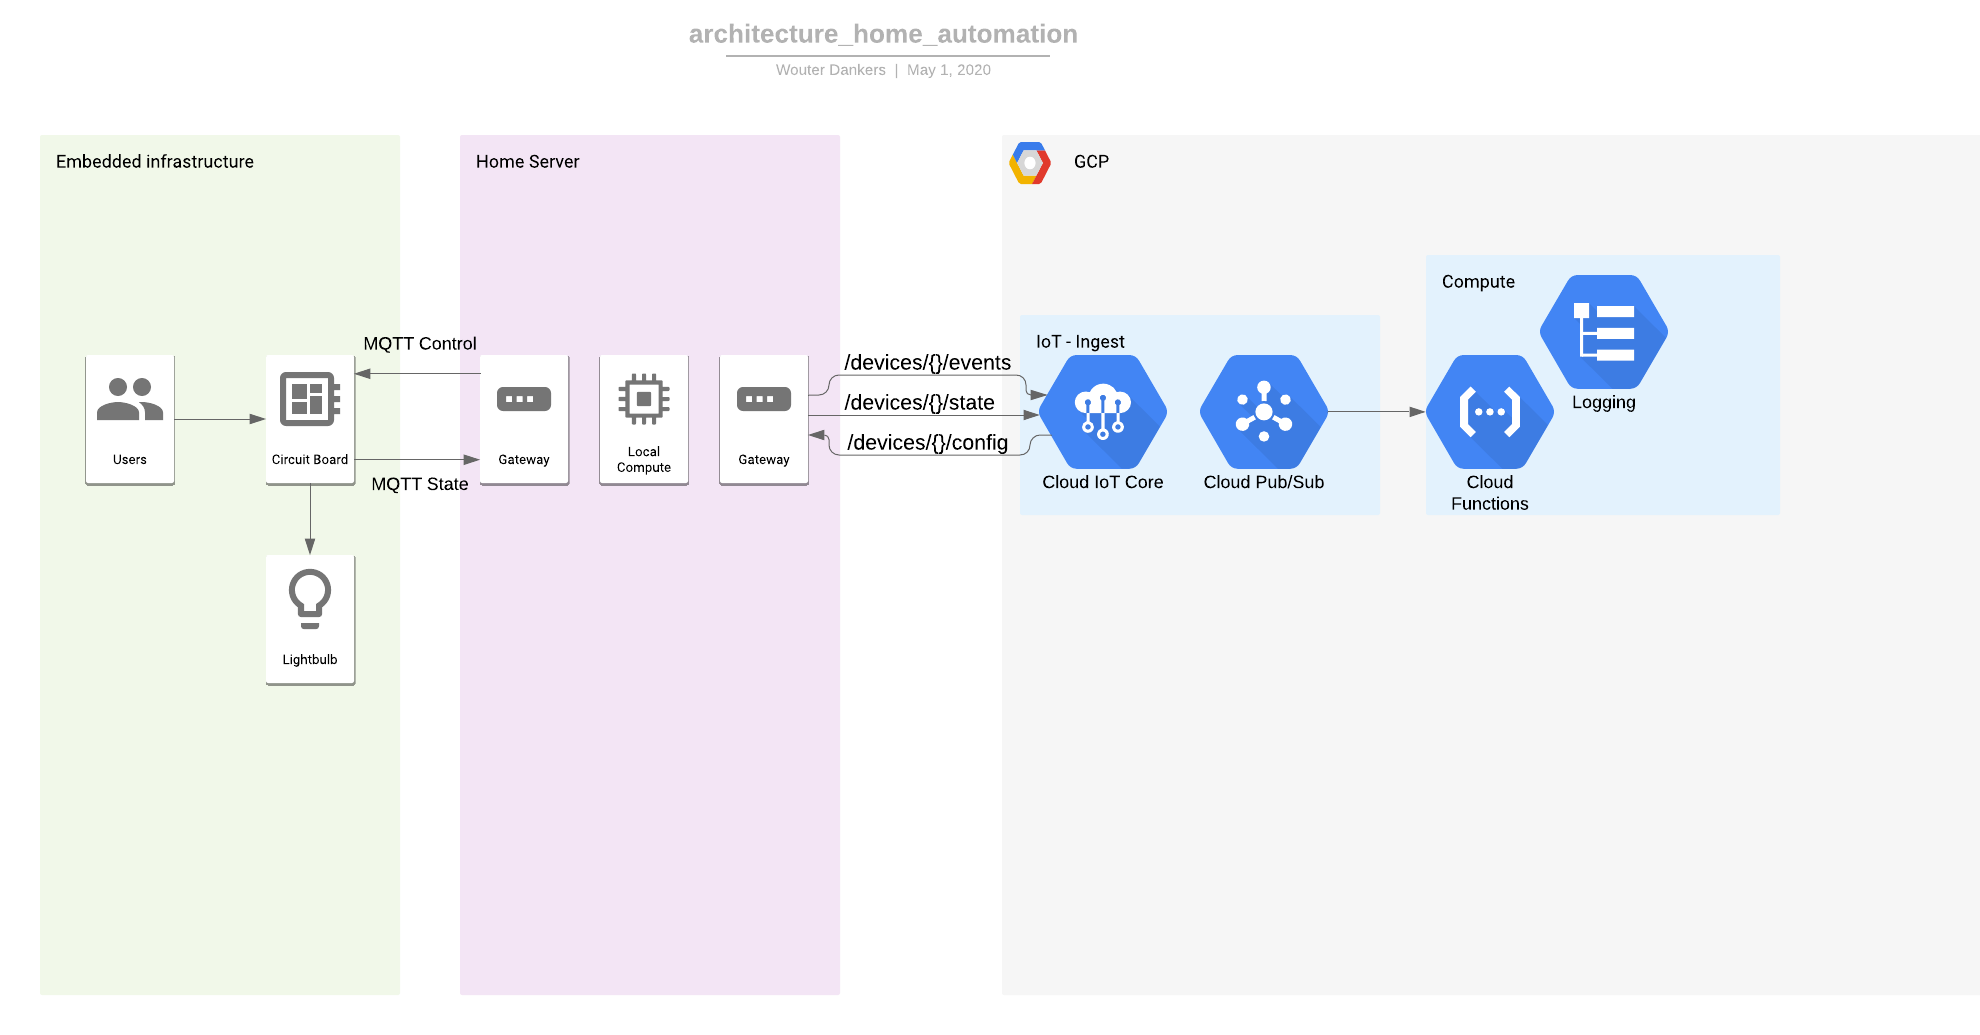 architecture_home_automation
Wouter Dankers | May 1, 2020
Embedded infrastructure
Home Server
GCP
Compute
IoT - Ingest
MQTT Control
/devices/{}/events
/devices/{}/state
/devices/{}/config
Logging
Users
Circuit Board
Gateway
Local
Compute
Gateway
MQTT State
Cloud IoT Core
Cloud Pub/Sub
Cloud
Functions
Lightbulb